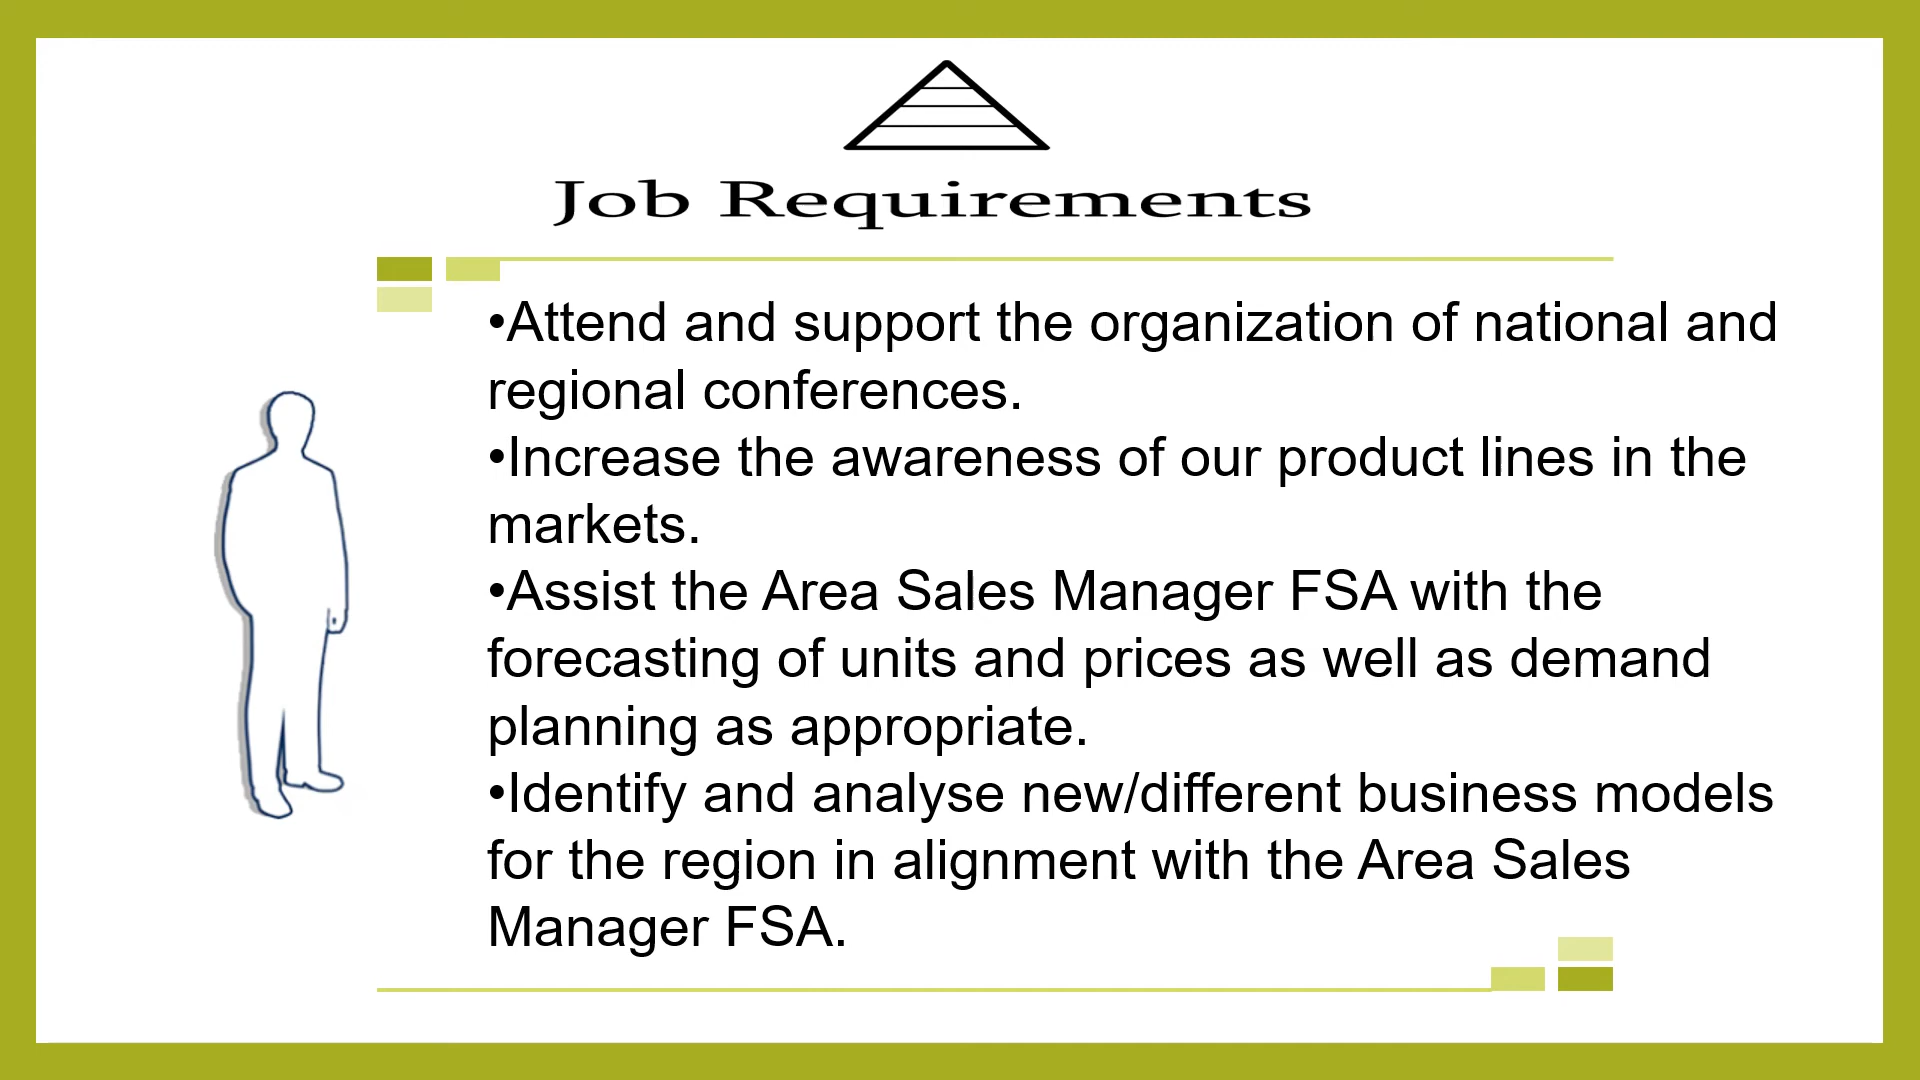 Job Requirements
•Attend and support the organization of national and
regional conferences.
•Increase the awareness of our product lines in the
markets.
•Assist the Area Sales Manager FSA with the
forecasting of units and prices as well as demand
planning as appropriate.
•Identify and analyse new/different business models
for the region in alignment with the Area Sales
Manager FSA.